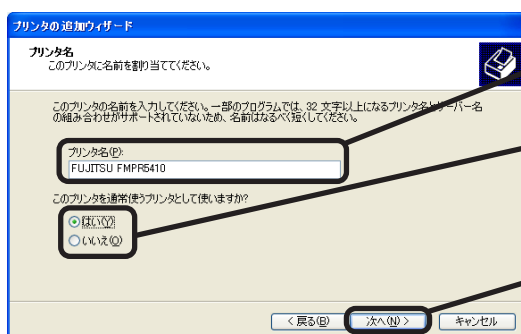 プリンタの追加ウィザード
プリンタ名
このプリンタに名前を割り当ててください。
このプリンタの名前を入力してください。一部のプログラムでは、32 文字以上になるプリンタ名とサーバー名
の組み合わせがサポートされていないため、名前はなるべく短くしてください。
プリンタ名(P):
FUJITSU FMPR5410
このプリンタを通常使うプリンタとして使いますか?
はい(Y)
いいえ(O)
< 戻る(B)
次へ(N) >
キャンセル